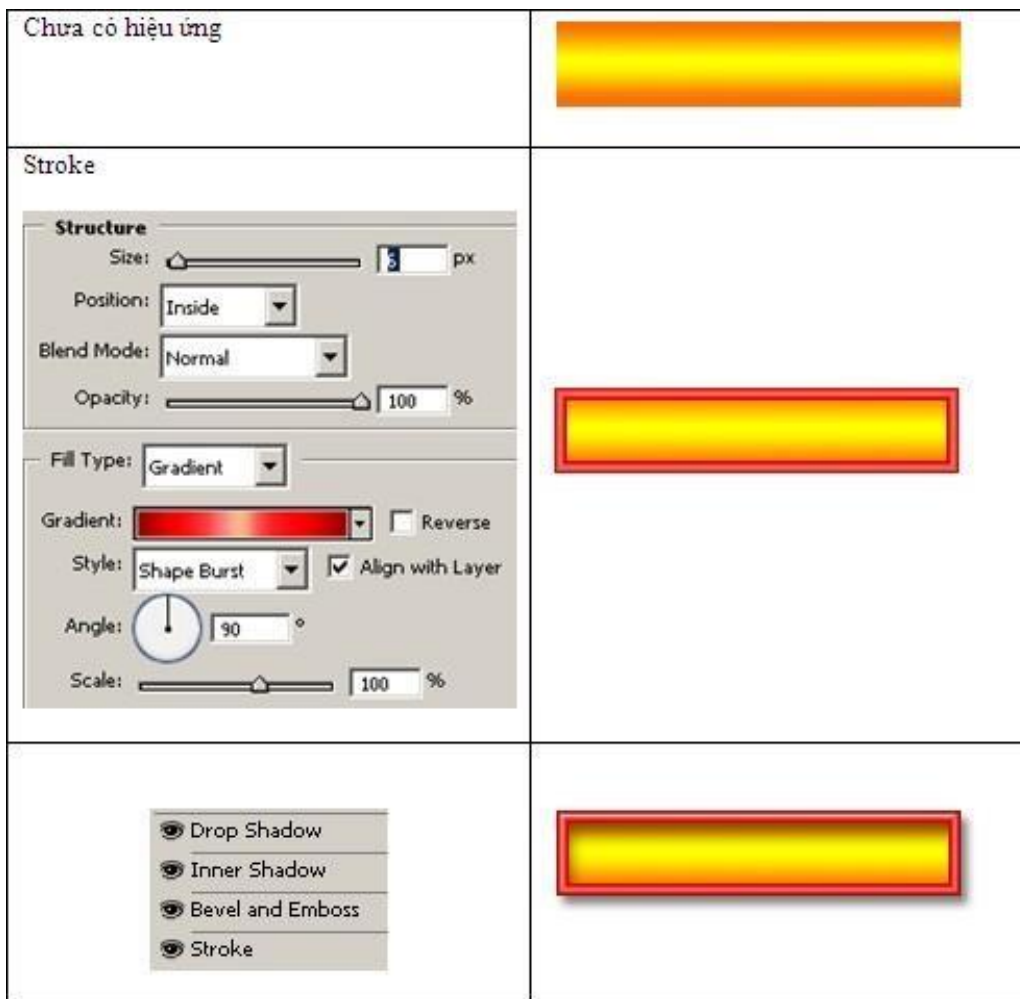 Chưa có hiệu ứng
Stroke
Structure
Size: 6 px
Position: Inside
Blend Mode: Normal
Opacity: 100 %
Fill Type: Gradient
Gradient: Reverse
Style: Shape Burst Align with Layer
Angle: 90 °
Scale: 100 %
Drop Shadow
Inner Shadow
Bevel and Emboss
Stroke